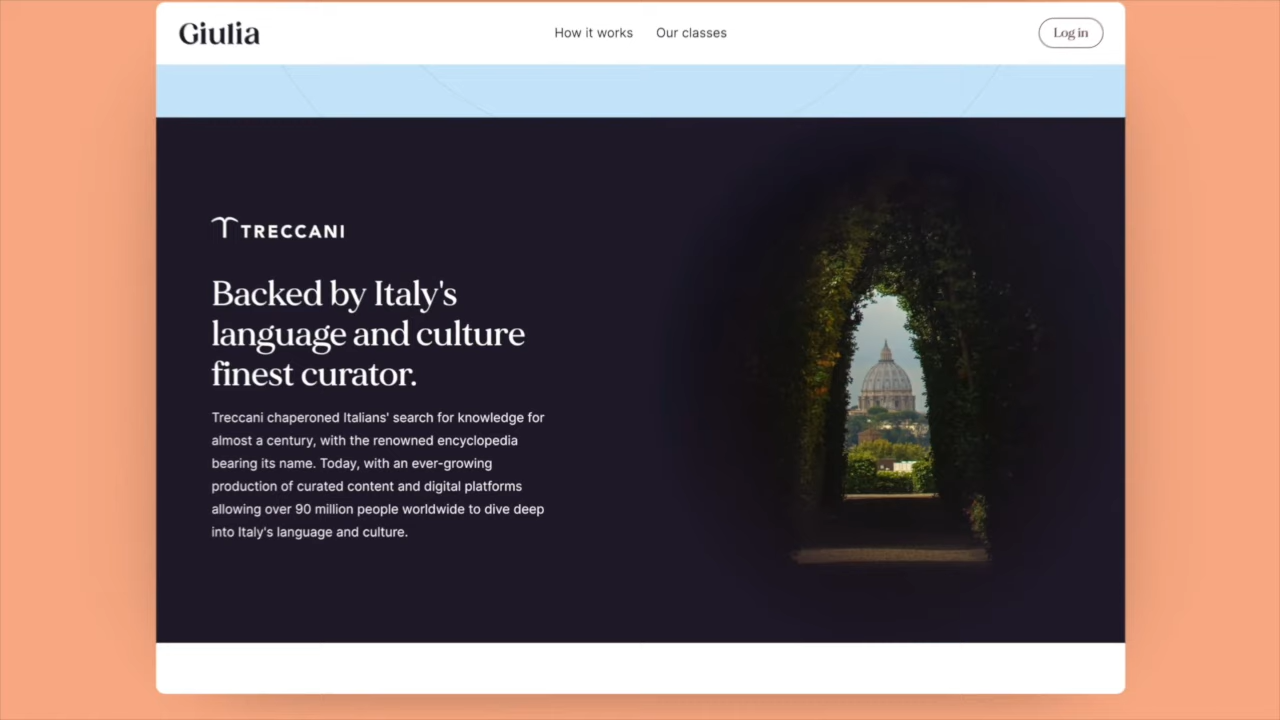 Giulia
How it works
Our classes
Log in
TRECCANI
Backed by Italy's
language and culture
finest curator.
Treccani chaperoned Italians' search for knowledge for
almost a century, with the renowned encyclopedia
bearing its name. Today, with an ever-growing
production of curated content and digital platforms
allowing over 90 million people worldwide to dive deep
into Italy's language and culture.